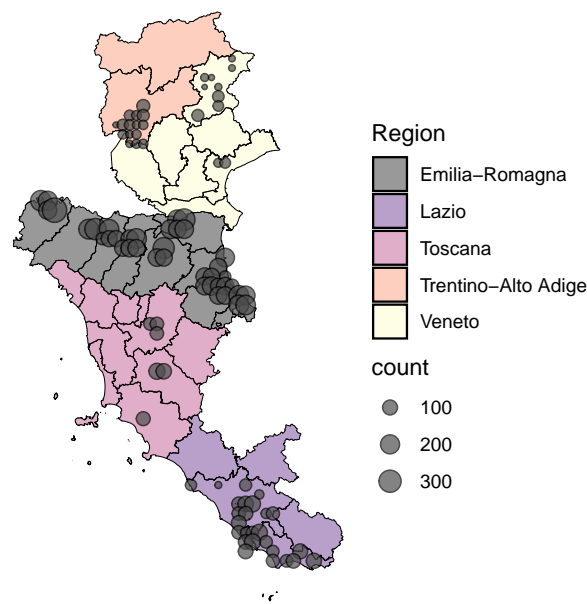 Region
Emilia−Romagna
Lazio
Toscana
Trentino−Alto Adige
Veneto
count
100
200
300